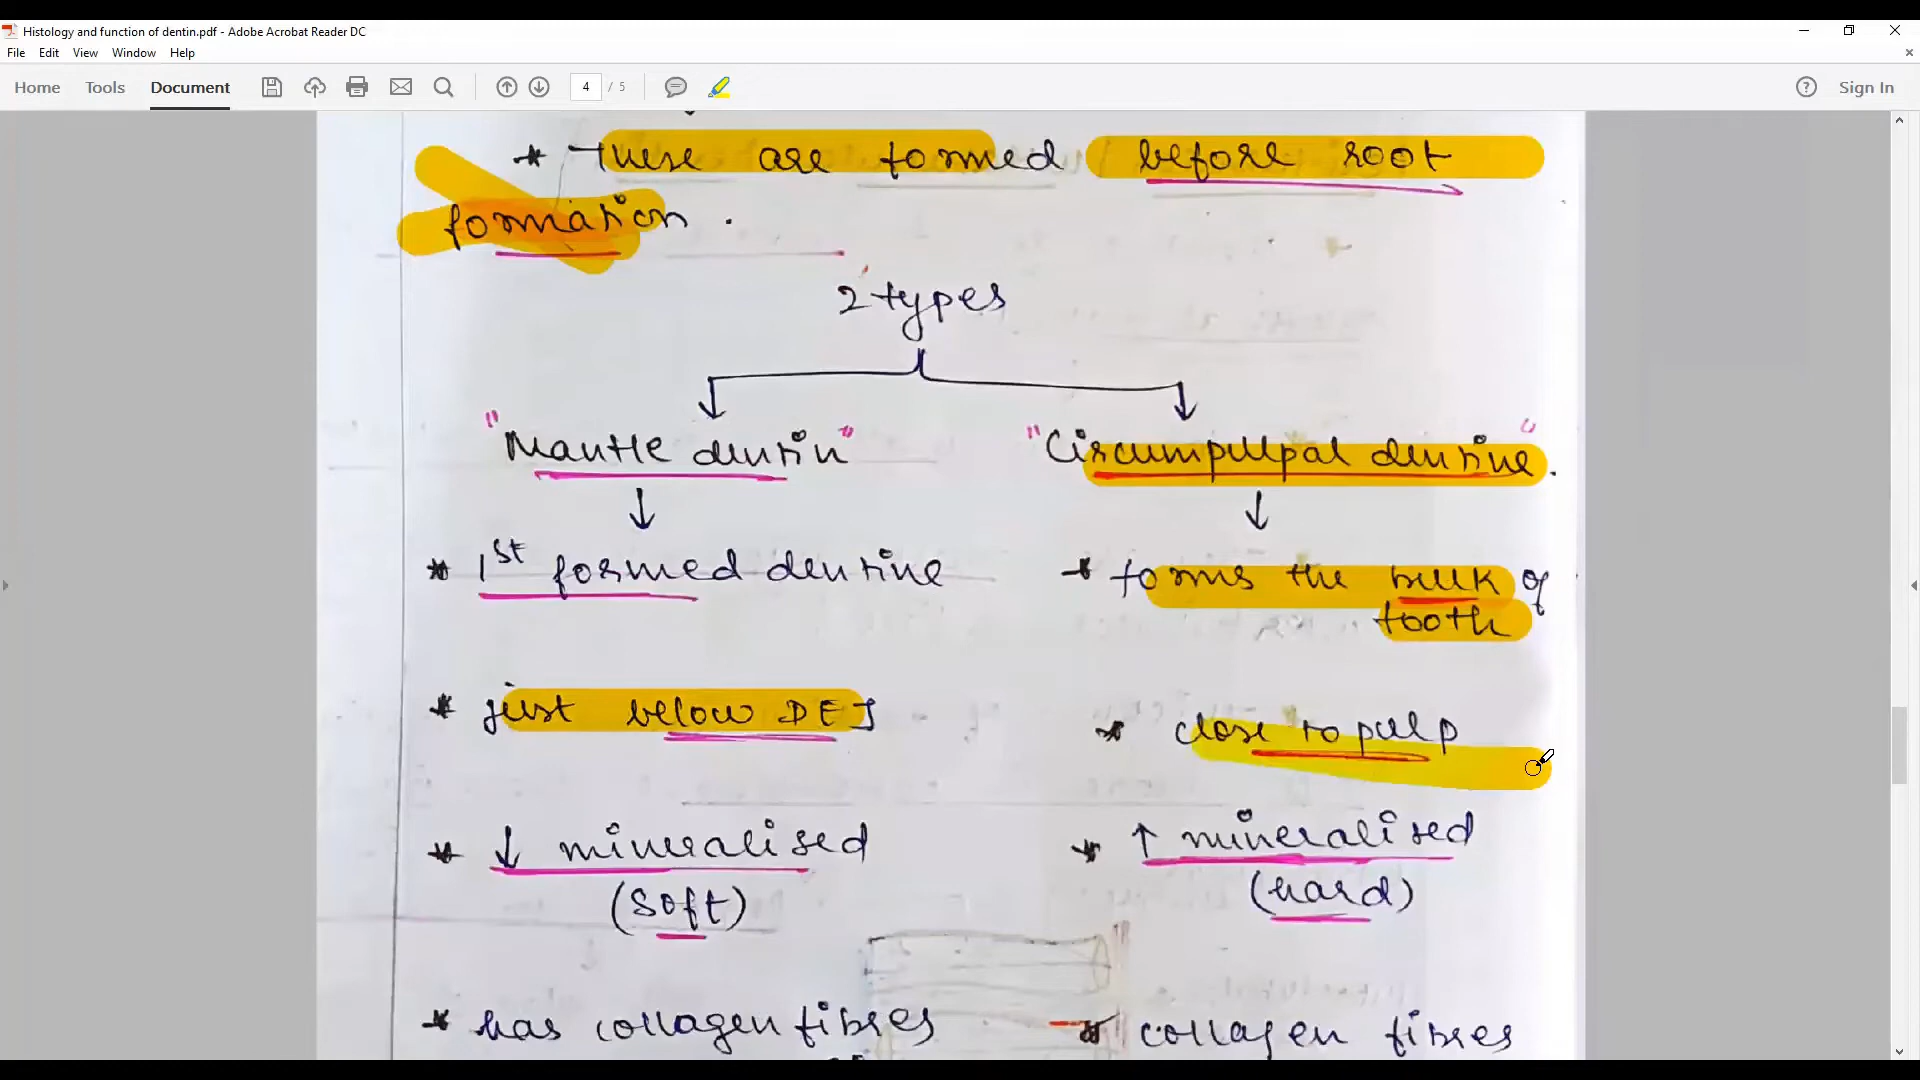 Histology and function of dentin.pdf - Adobe Acrobat Reader DC
File Edit View Window Help
Home Tools Document 4 / 5 Sign In
* These are formed before root
formation.
2 types
"Mantle dentin" "Circumpulpal dentine".
* 1st formed dentine * forms the bulk of
tooth
* just below DEJ * close to pulp
* ↓ mineralised * ↑ mineralised
(soft) (hard)
* has collagen fibres * collagen fibres